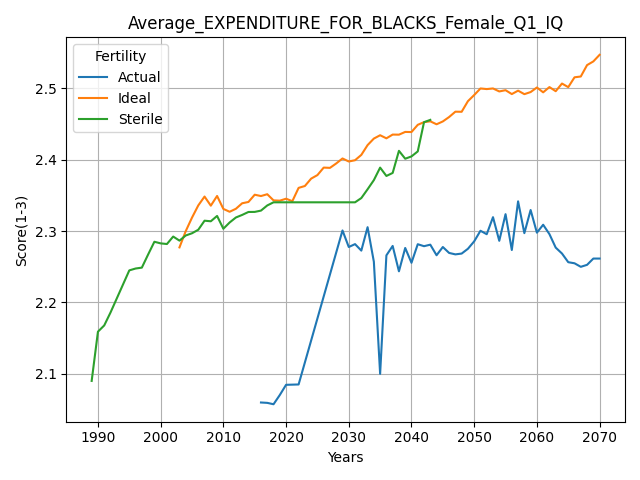 Average_EXPENDITURE_FOR_BLACKS_Female_Q1_IQ
Fertility
Actual
Ideal
Sterile
Score(1-3)
2.5
2.4
2.3
2.2
2.1
1990 2000 2010 2020 2030 2040 2050 2060 2070
Years